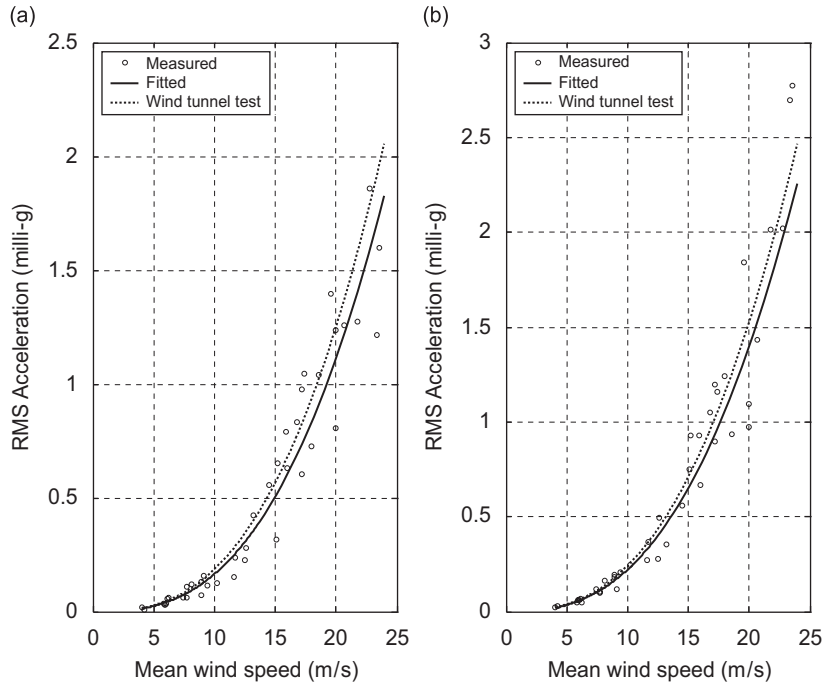 (a)
2.5
2
1.5
1
0.5
0
0 5 10 15 20 25
RMS Acceleration (milli-g)
Mean wind speed (m/s)
Measured
Fitted
Wind tunnel test
(b)
3
2.5
2
1.5
1
0.5
0
0 5 10 15 20 25
RMS Acceleration (milli-g)
Mean wind speed (m/s)
Measured
Fitted
Wind tunnel test